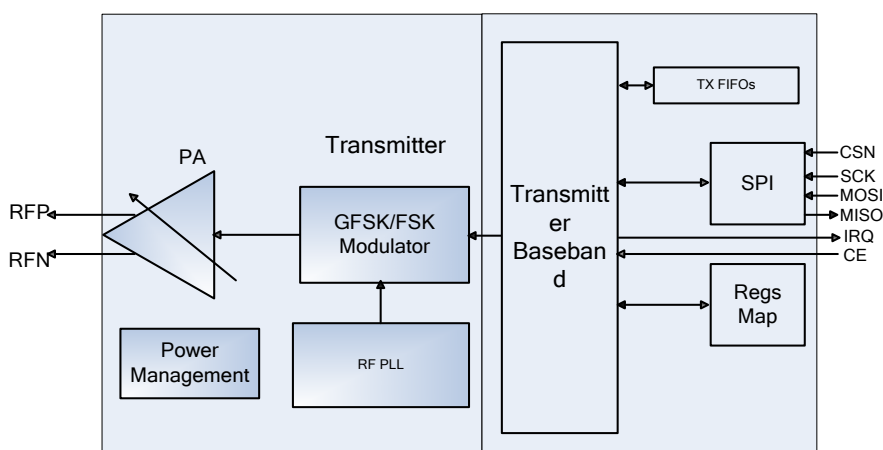 PA
Transmitter
RFP
RFN
GFSK/FSK
Modulator
Power
Management
RF PLL
Transmitt
er
Baseban
d
TX FIFOs
SPI
Regs
Map
CSN
SCK
MOSI
MISO
IRQ
CE